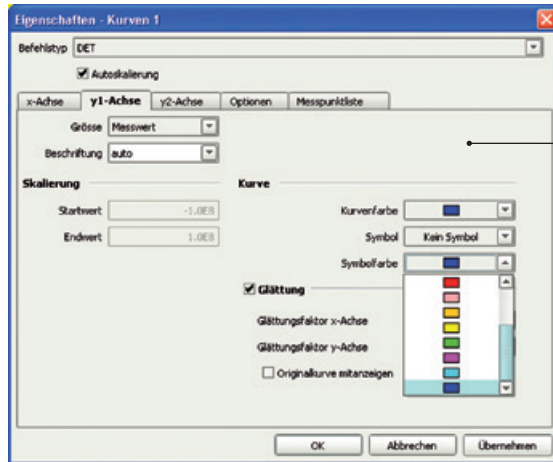 Eigenschaften - Kurven 1
Befehlstyp DET
Autoskalierung
x-Achse y1-Achse y2-Achse Optionen Messpunktliste
Grösse Messwert
Beschriftung auto
Skalierung Kurve
Startwert -1.0E8 Kurvenfarbe
Endwert 1.0E8 Symbol Kein Symbol
Symbolfarbe
Glättung
Glättungsfaktor x-Achse
Glättungsfaktor y-Achse
Originalkurve mitanzeigen
OK Abbrechen Übernehmen